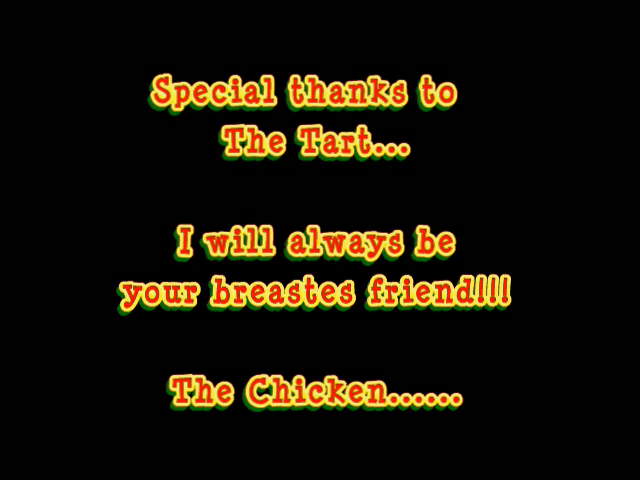 Special thanks to
The Tart...
I will always be
your breastes friend!!!
The Chicken......